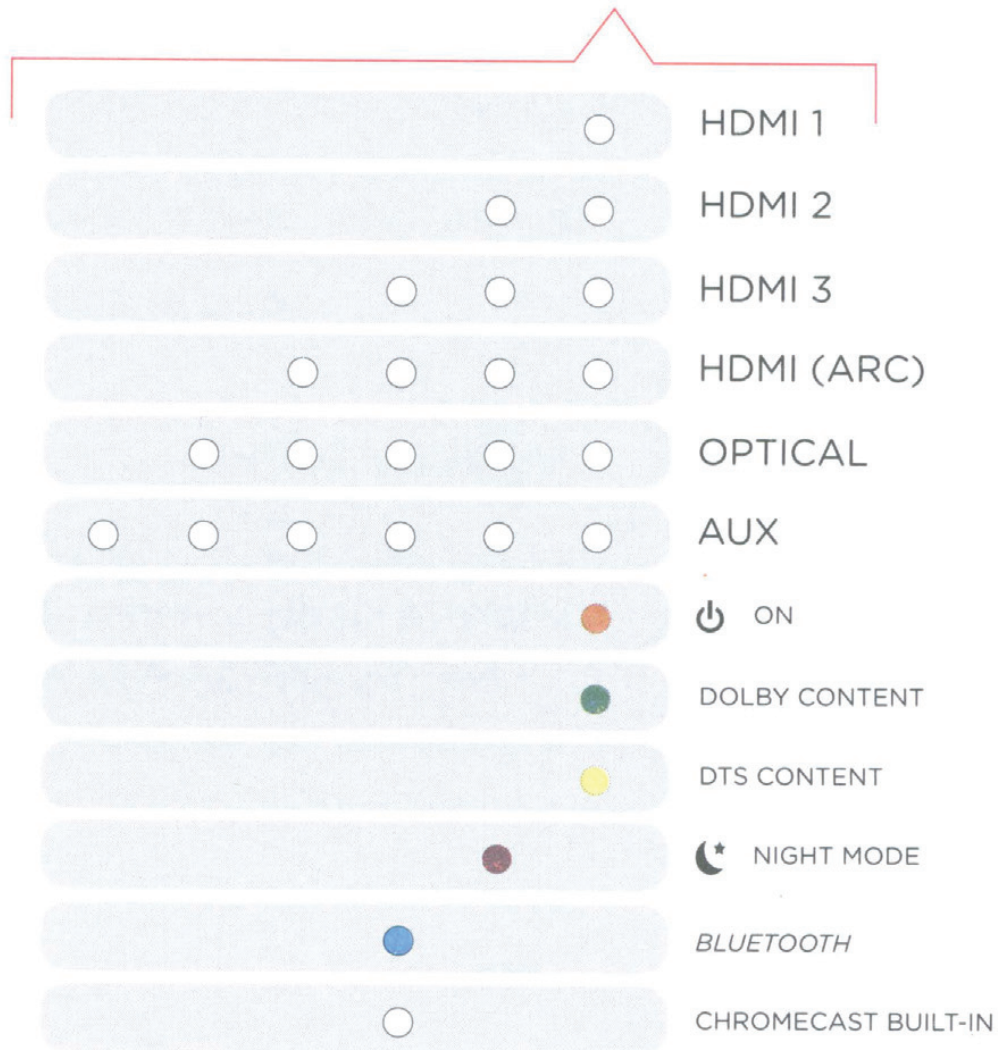 HDMI 1
HDMI 2
HDMI 3
HDMI (ARC)
OPTICAL
AUX
ON
DOLBY CONTENT
DTS CONTENT
NIGHT MODE
BLUETOOTH
CHROMECAST BUILT-IN